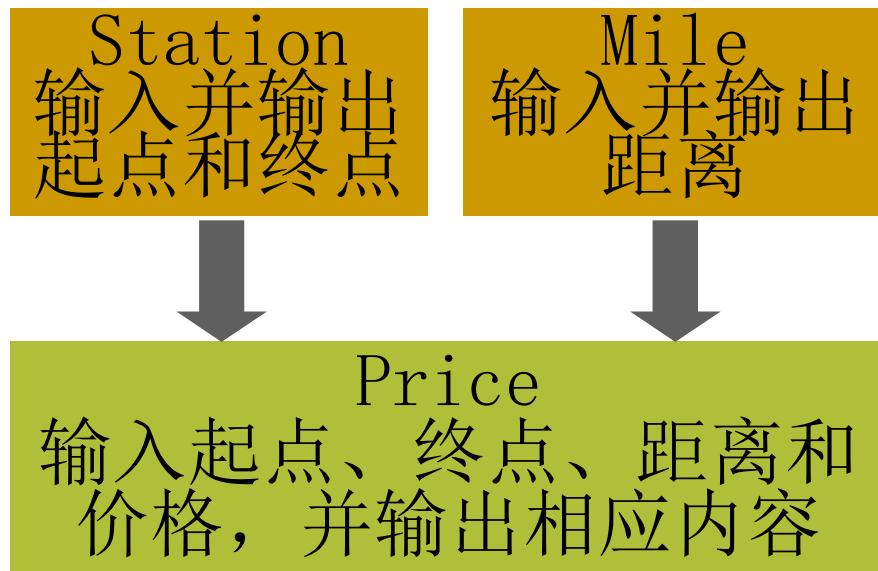 Station
输入并输出
起点和终点
Mile
输入并输出
距离
Price
输入起点、终点、距离和
价格，并输出相应内容